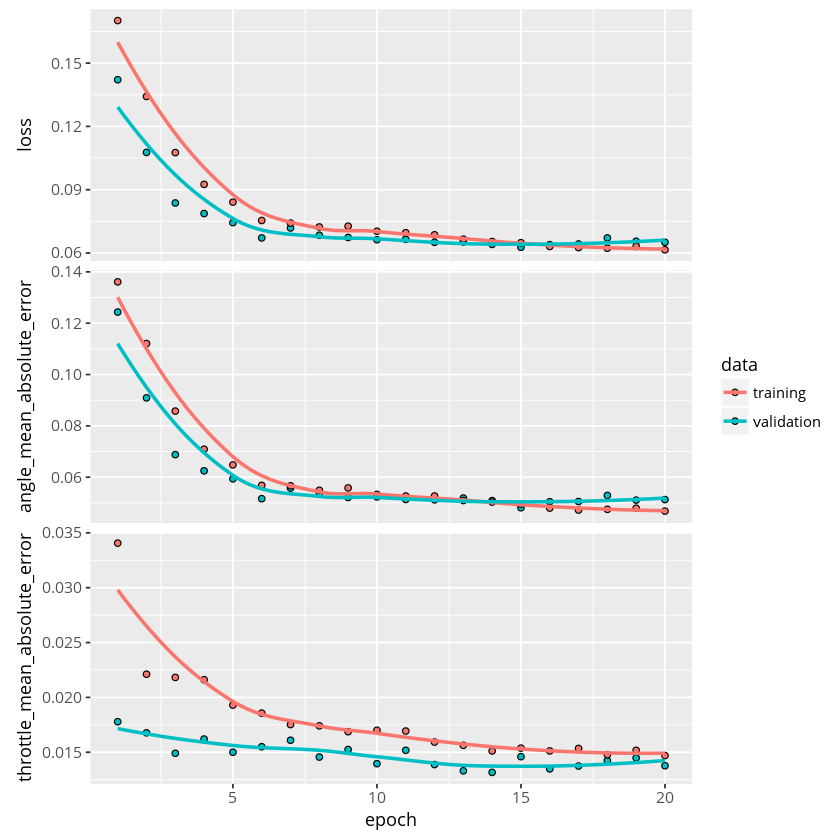 loss
0.15
0.12
0.09
0.06
angle_mean_absolute_error
0.14
0.12
0.10
0.08
0.06
throttle_mean_absolute_error
0.035
0.030
0.025
0.020
0.015
5 10 15 20
epoch
data
training
validation